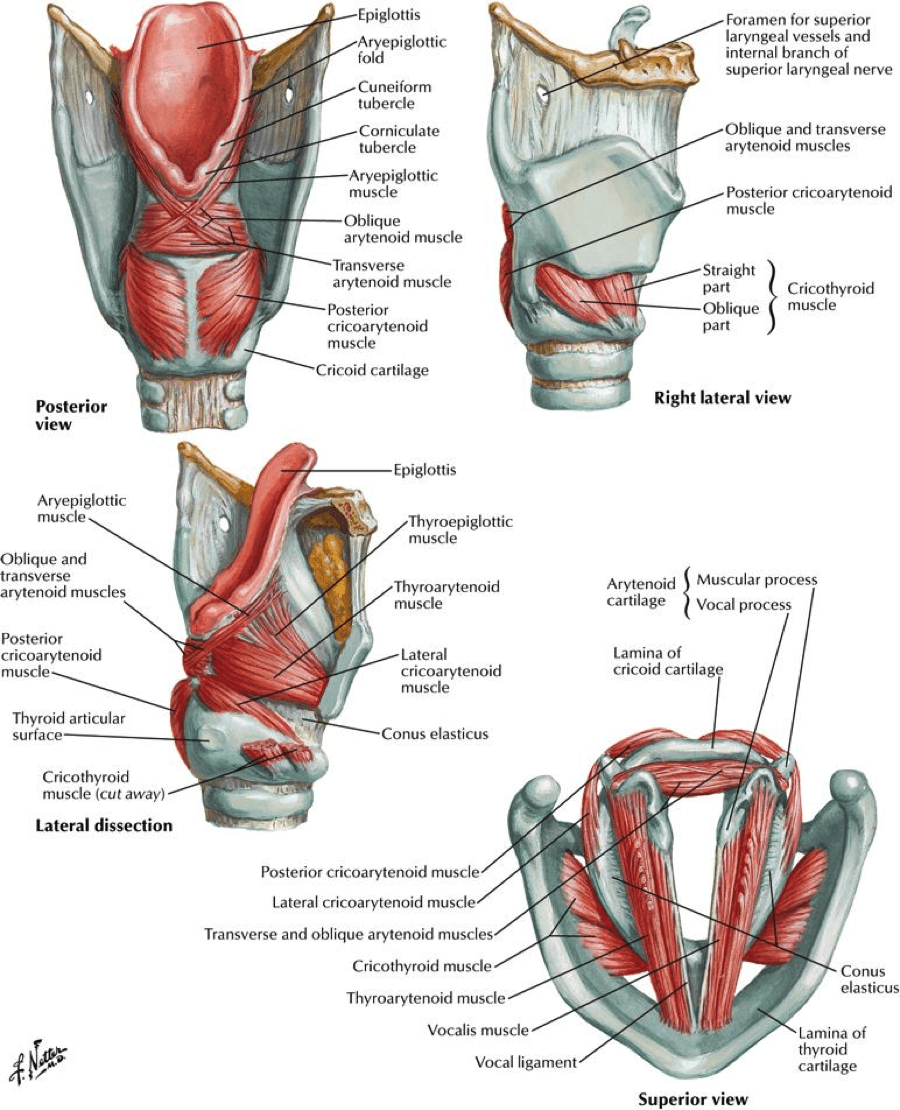 Epiglottis
Aryepiglottic
fold
Cuneiform
tubercle
Corniculate
tubercle
Aryepiglottic
muscle
Oblique
arytenoid muscle
Transverse
arytenoid muscle
Posterior
cricoarytenoid
muscle
Cricoid cartilage
Posterior
view
Foramen for superior
laryngeal vessels and
internal branch of
superior laryngeal nerve
Oblique and transverse
arytenoid muscles
Posterior cricoarytenoid
muscle
Straight
part
Oblique
part
Cricothyroid
muscle
Right lateral view
Epiglottis
Aryepiglottic
muscle
Oblique and
transverse
arytenoid muscles
Posterior
cricoarytenoid
muscle
Thyroid articular
surface
Cricothyroid
muscle (cut away)
Thyroepiglottic
muscle
Thyroarytenoid
muscle
Lateral
cricoarytenoid
muscle
Conus elasticus
Lateral dissection
Arytenoid
cartilage
Muscular process
Vocal process
Lamina of
cricoid cartilage
Posterior cricoarytenoid muscle
Lateral cricoarytenoid muscle
Transverse and oblique arytenoid muscles
Cricothyroid muscle
Thyroarytenoid muscle
Vocalis muscle
Vocal ligament
Conus
elasticus
Lamina of
thyroid
cartilage
Superior view
F. Netter
M.D.